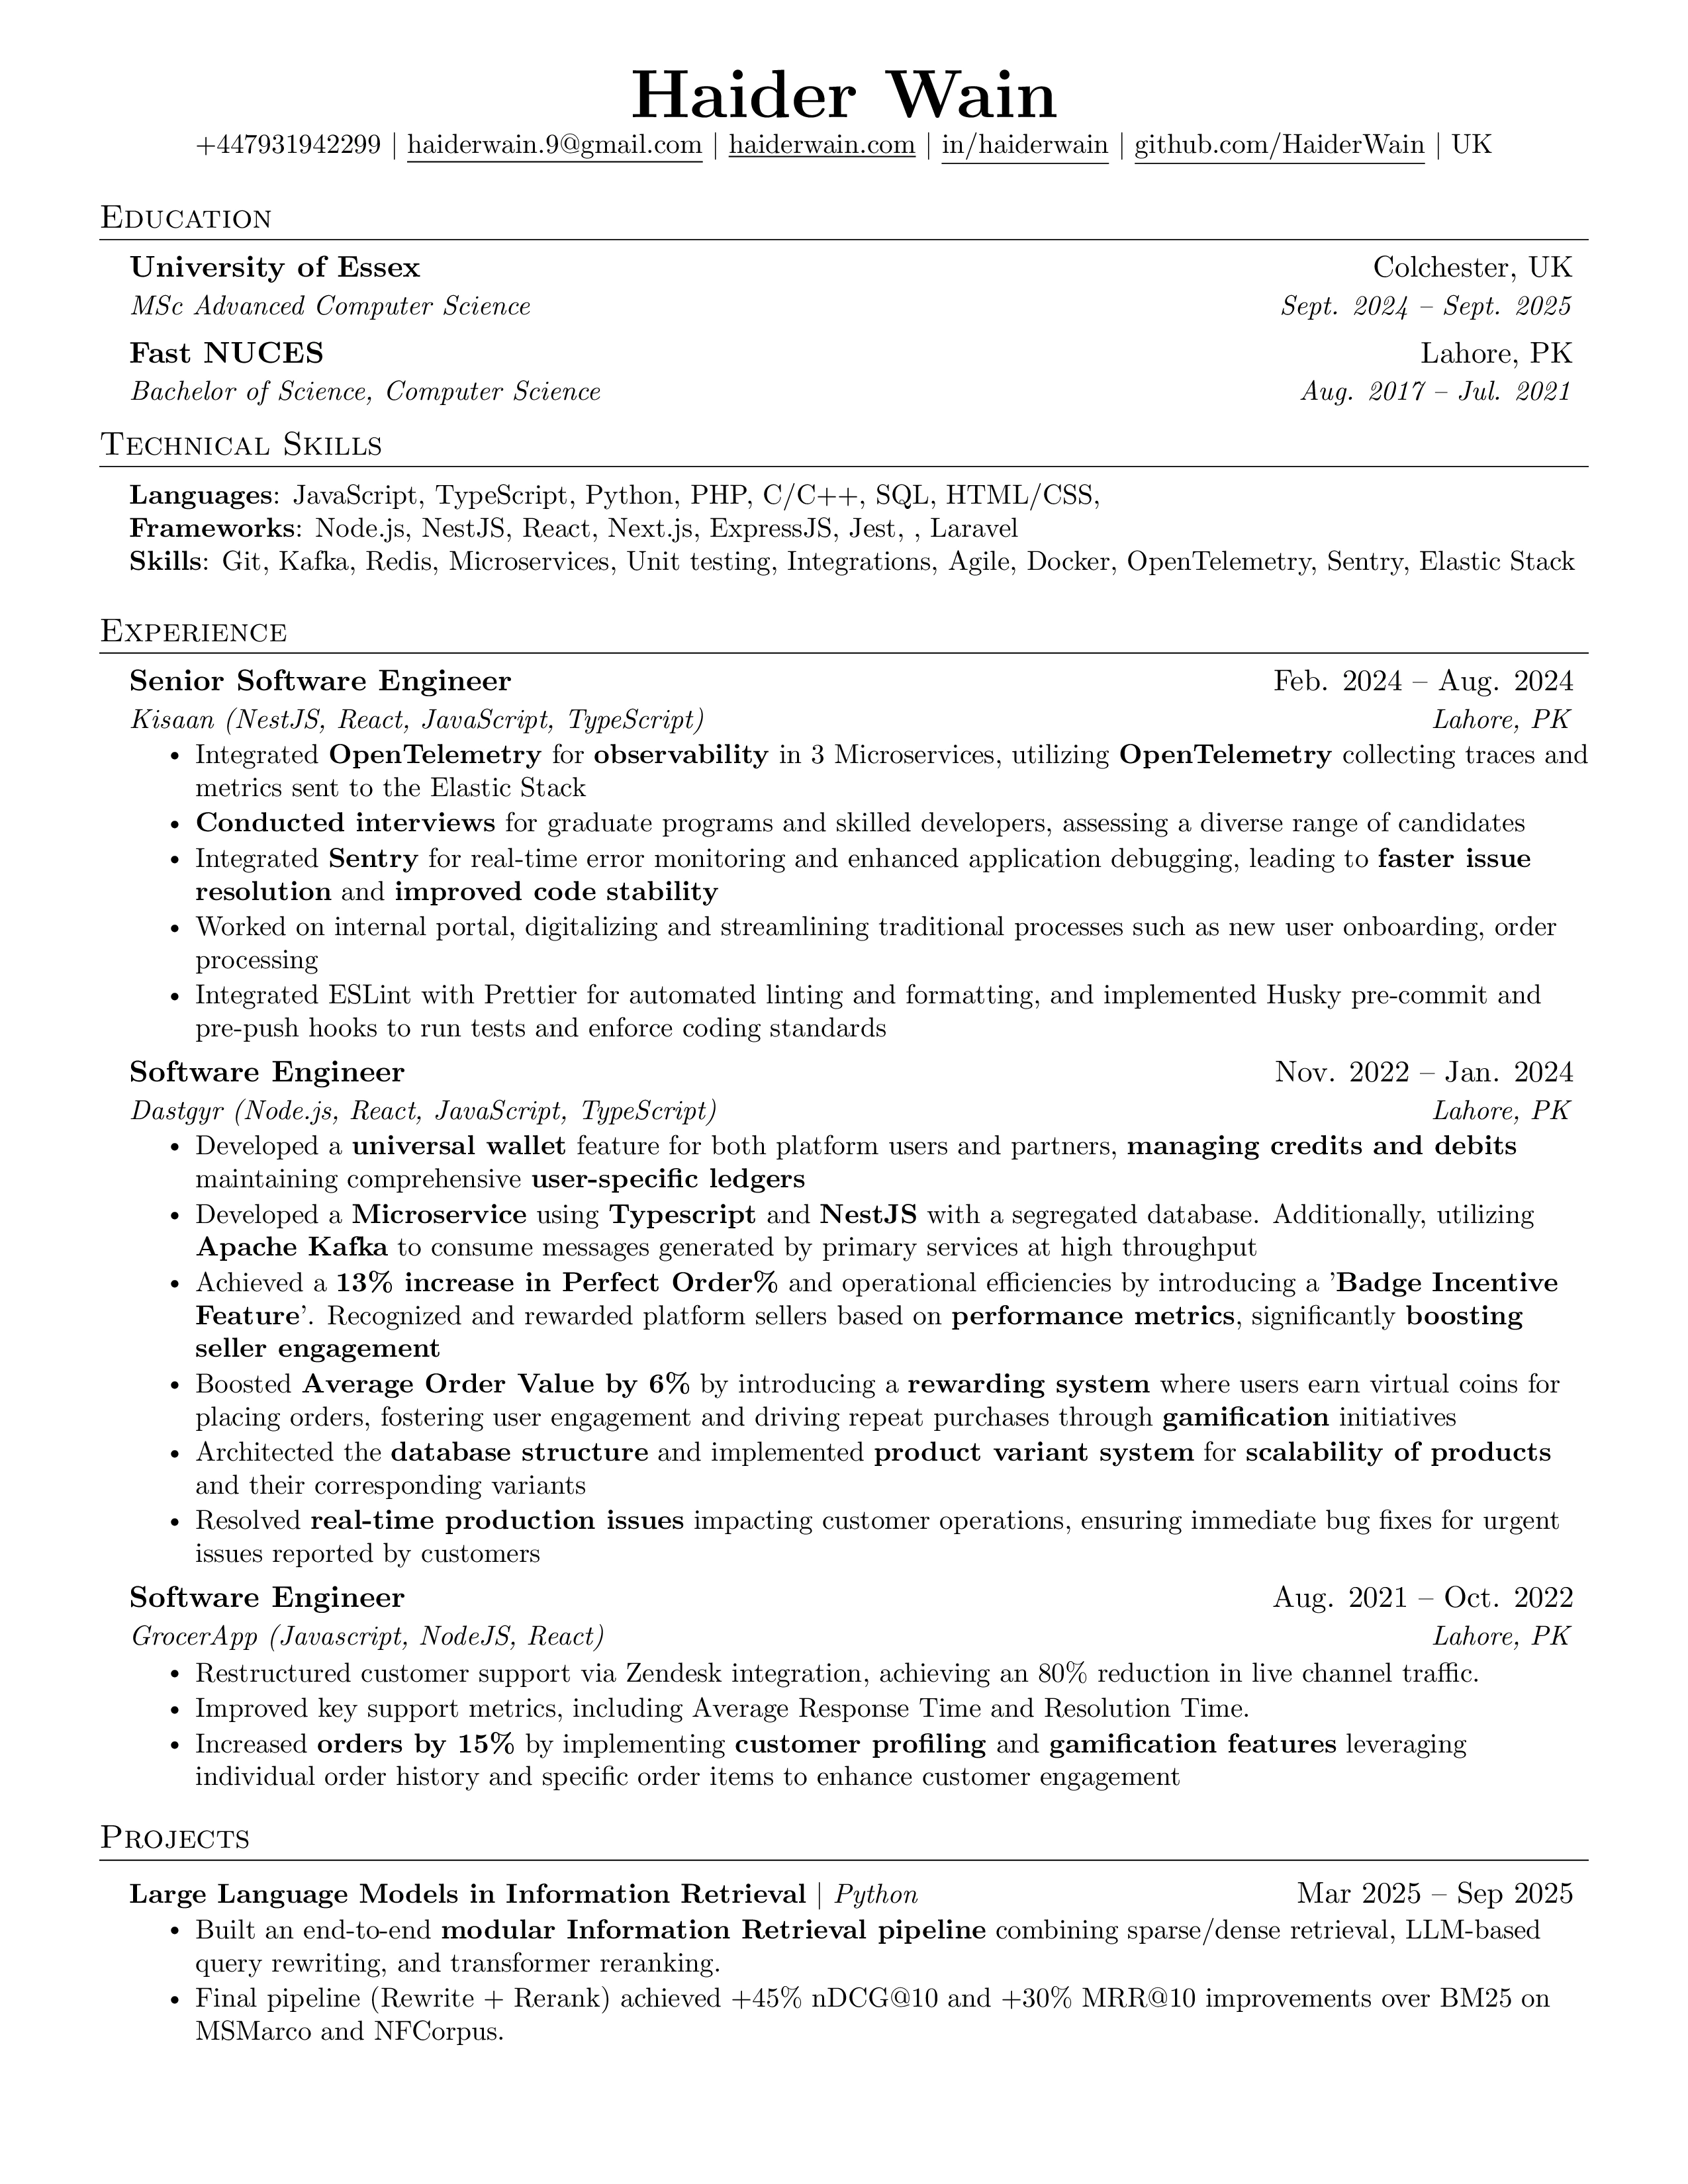 Haider Wain
+447931942299 | haiderwain.9@gmail.com | haiderwain.com | in/haiderwain | github.com/HaiderWain | UK
Education
University of Essex Colchester, UK
MSc Advanced Computer Science Sept. 2024 – Sept. 2025
Fast NUCES Lahore, PK
Bachelor of Science, Computer Science Aug. 2017 – Jul. 2021
Technical Skills
Languages: JavaScript, TypeScript, Python, PHP, C/C++, SQL, HTML/CSS,
Frameworks: Node.js, NestJS, React, Next.js, ExpressJS, Jest, , Laravel
Skills: Git, Kafka, Redis, Microservices, Unit testing, Integrations, Agile, Docker, OpenTelemetry, Sentry, Elastic Stack
Experience
Senior Software Engineer Feb. 2024 – Aug. 2024
Kisaan (NestJS, React, JavaScript, TypeScript) Lahore, PK
• Integrated OpenTelemetry for observability in 3 Microservices, utilizing OpenTelemetry collecting traces and
metrics sent to the Elastic Stack
• Conducted interviews for graduate programs and skilled developers, assessing a diverse range of candidates
• Integrated Sentry for real-time error monitoring and enhanced application debugging, leading to faster issue
resolution and improved code stability
• Worked on internal portal, digitalizing and streamlining traditional processes such as new user onboarding, order
processing
• Integrated ESLint with Prettier for automated linting and formatting, and implemented Husky pre-commit and
pre-push hooks to run tests and enforce coding standards
Software Engineer Nov. 2022 – Jan. 2024
Dastgyr (Node.js, React, JavaScript, TypeScript) Lahore, PK
• Developed a universal wallet feature for both platform users and partners, managing credits and debits
maintaining comprehensive user-specific ledgers
• Developed a Microservice using Typescript and NestJS with a segregated database. Additionally, utilizing
Apache Kafka to consume messages generated by primary services at high throughput
• Achieved a 13% increase in Perfect Order% and operational efficiencies by introducing a ’Badge Incentive
Feature’. Recognized and rewarded platform sellers based on performance metrics, significantly boosting
seller engagement
• Boosted Average Order Value by 6% by introducing a rewarding system where users earn virtual coins for
placing orders, fostering user engagement and driving repeat purchases through gamification initiatives
• Architected the database structure and implemented product variant system for scalability of products
and their corresponding variants
• Resolved real-time production issues impacting customer operations, ensuring immediate bug fixes for urgent
issues reported by customers
Software Engineer Aug. 2021 – Oct. 2022
GrocerApp (Javascript, NodeJS, React) Lahore, PK
• Restructured customer support via Zendesk integration, achieving an 80% reduction in live channel traffic.
• Improved key support metrics, including Average Response Time and Resolution Time.
• Increased orders by 15% by implementing customer profiling and gamification features leveraging
individual order history and specific order items to enhance customer engagement
Projects
Large Language Models in Information Retrieval | Python Mar 2025 – Sep 2025
• Built an end-to-end modular Information Retrieval pipeline combining sparse/dense retrieval, LLM-based
query rewriting, and transformer reranking.
• Final pipeline (Rewrite + Rerank) achieved +45% nDCG@10 and +30% MRR@10 improvements over BM25 on
MSMarco and NFCorpus.